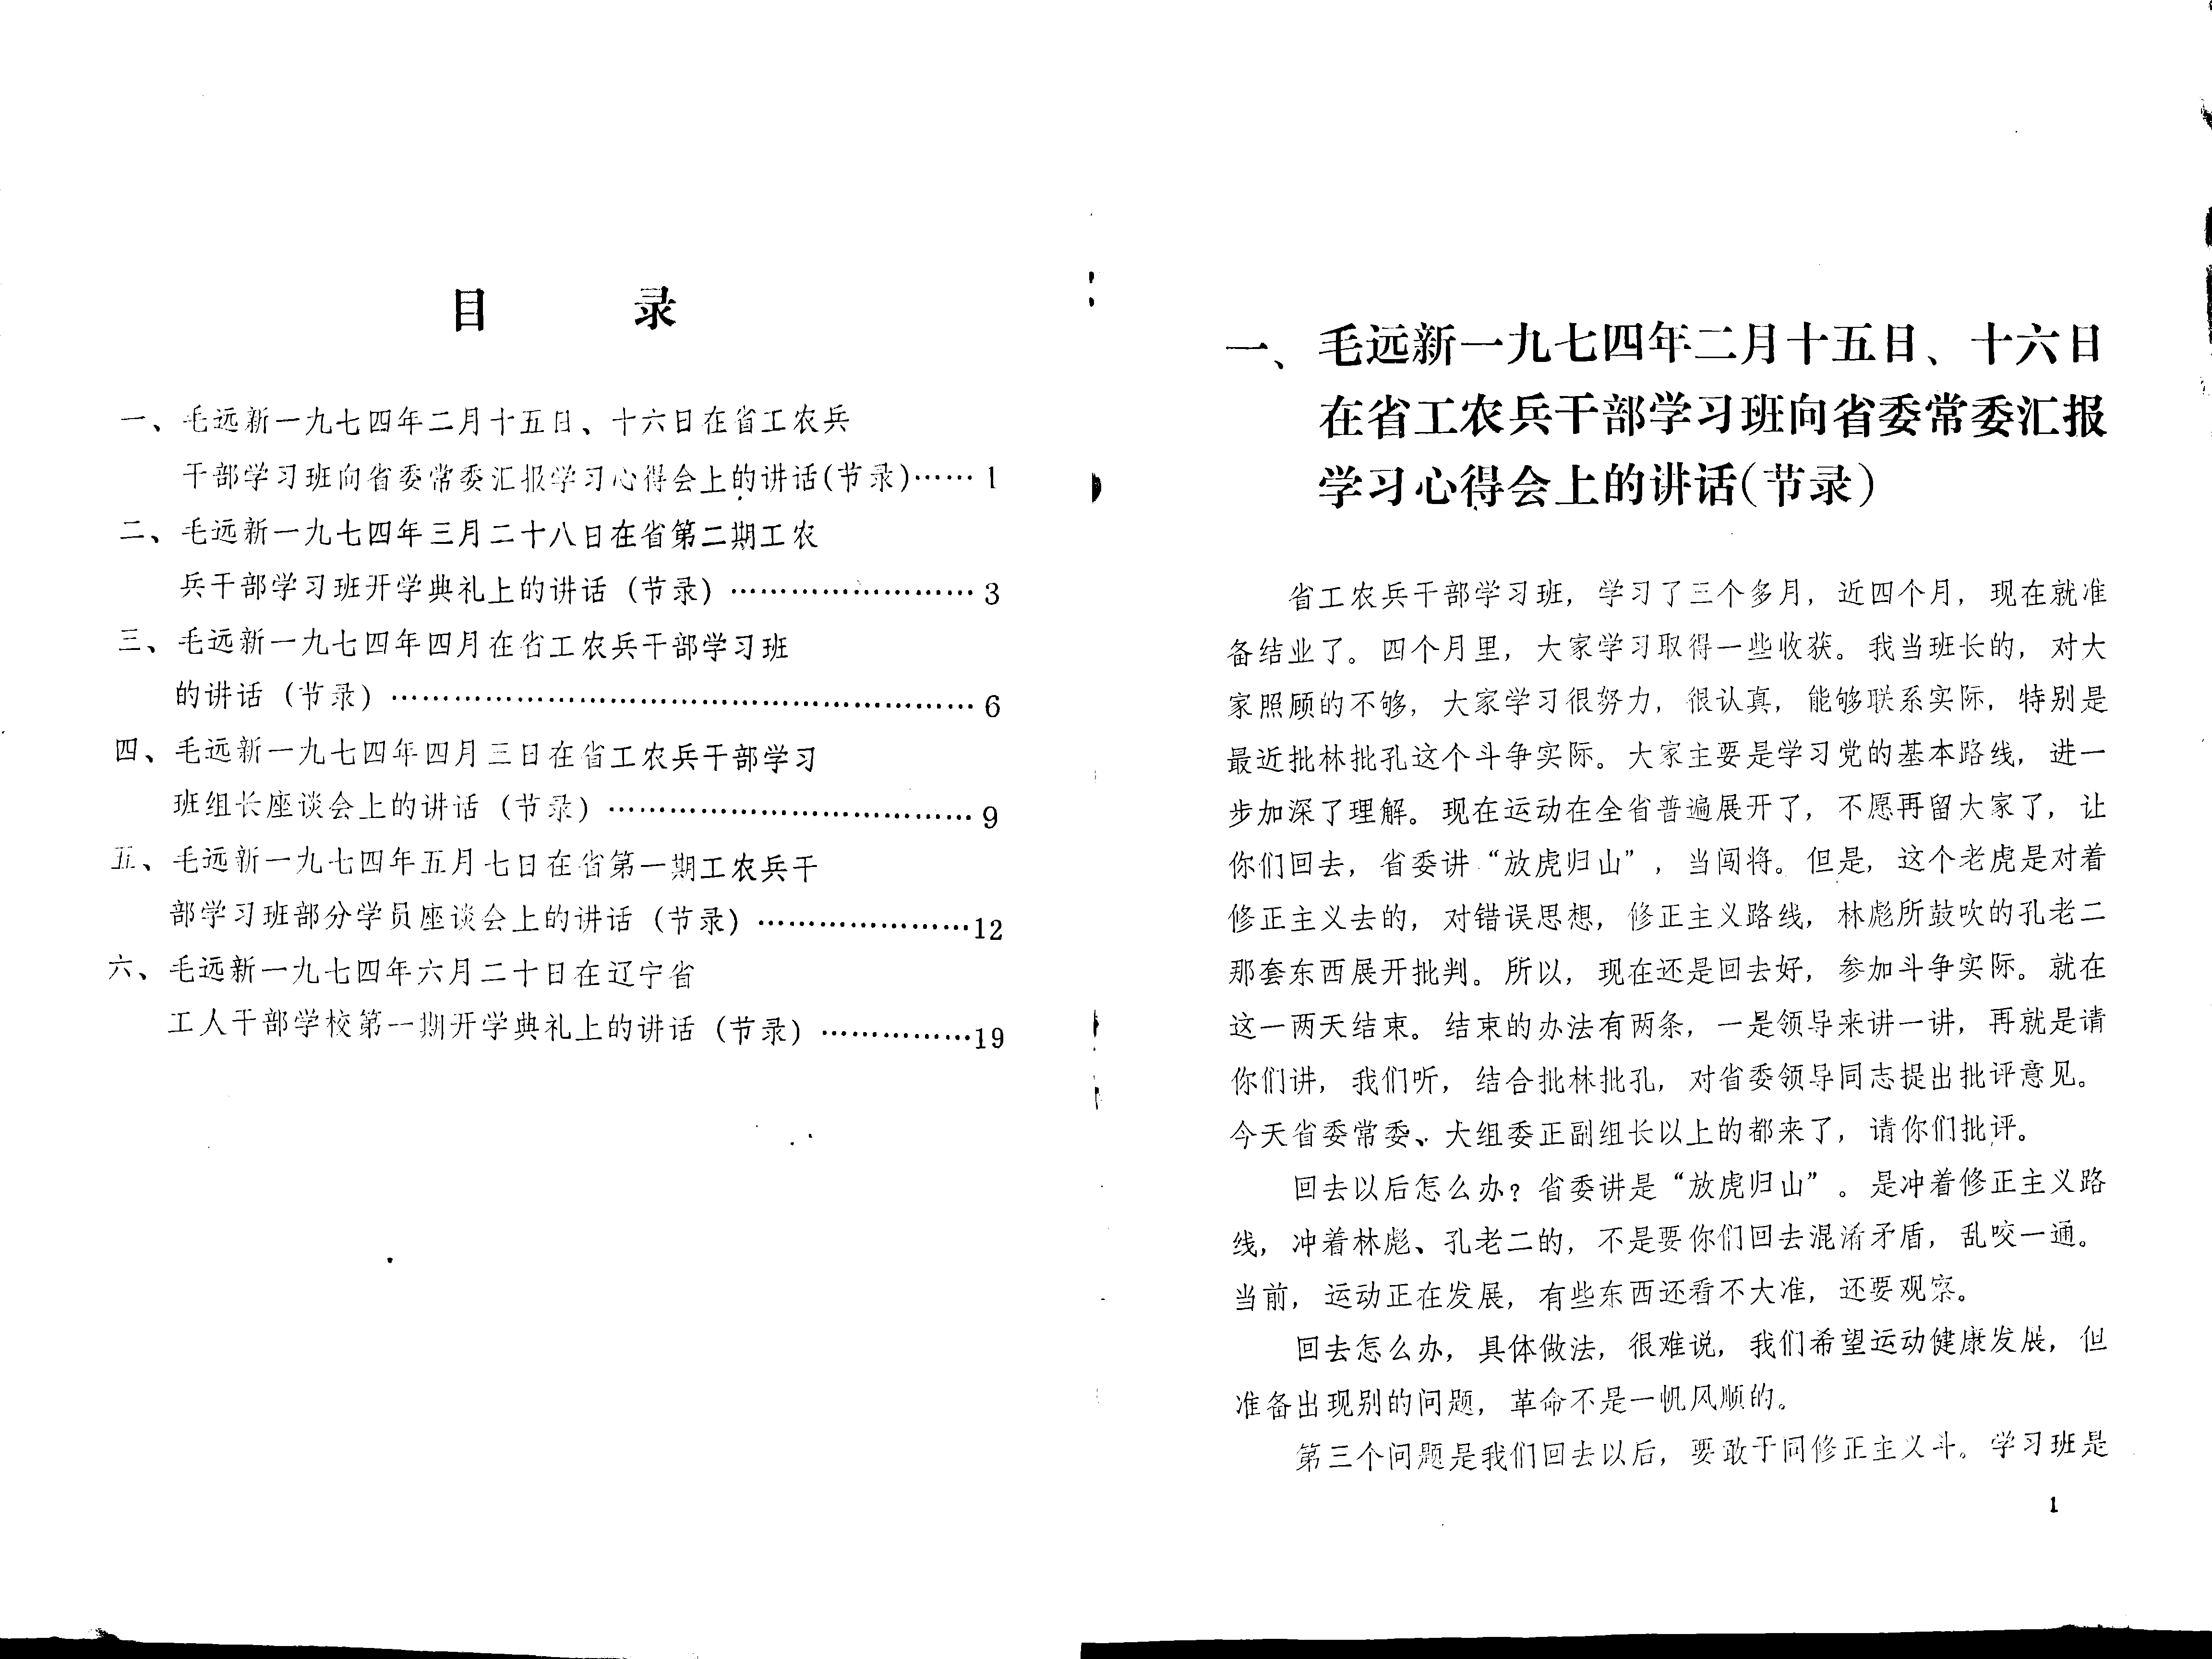 目 录
一、毛远新一九七四年二月十五日、十六日在省工农兵
干部学习班向省委常委汇报学习心得会上的讲话(节录)…… 1
二、毛远新一九七四年三月二十八日在省第二期工农
兵干部学习班开学典礼上的讲话（节录）…………………… 3
三、毛远新一九七四年四月在省工农兵干部学习班
的讲话（节录）………………………………………………… 6
四、毛远新一九七四年四月三日在省工农兵干部学习
班组长座谈会上的讲话（节录）……………………………… 9
五、毛远新一九七四年五月七日在省第一期工农兵干
部学习班部分学员座谈会上的讲话（节录）…………………12
六、毛远新一九七四年六月二十日在辽宁省
工人干部学校第一期开学典礼上的讲话（节录）……………19
一、毛远新一九七四年二月十五日、十六日
在省工农兵干部学习班向省委常委汇报
学习心得会上的讲话(节录)
省工农兵干部学习班，学习了三个多月，近四个月，现在就准
备结业了。四个月里，大家学习取得一些收获。我当班长的，对大
家照顾的不够，大家学习很努力，很认真，能够联系实际，特别是
最近批林批孔这个斗争实际。大家主要是学习党的基本路线，进一
步加深了理解。现在运动在全省普遍展开了，不愿再留大家了，让
你们回去，省委讲“放虎归山”，当闯将。但是，这个老虎是对着
修正主义去的，对错误思想，修正主义路线，林彪所鼓吹的孔老二
那套东西展开批判。所以，现在还是回去好，参加斗争实际。就在
这一两天结束。结束的办法有两条，一是领导来讲一讲，再就是请
你们讲，我们听，结合批林批孔，对省委领导同志提出批评意见。
今天省委常委、大组委正副组长以上的都来了，请你们批评。
回去以后怎么办？省委讲是“放虎归山”。是冲着修正主义路
线，冲着林彪、孔老二的，不是要你们回去混淆矛盾，乱咬一通。
当前，运动正在发展，有些东西还看不大准，还要观察。
回去怎么办，具体做法，很难说，我们希望运动健康发展，但
准备出现别的问题，革命不是一帆风顺的。
第三个问题是我们回去以后，要敢于同修正主义斗。学习班是
1